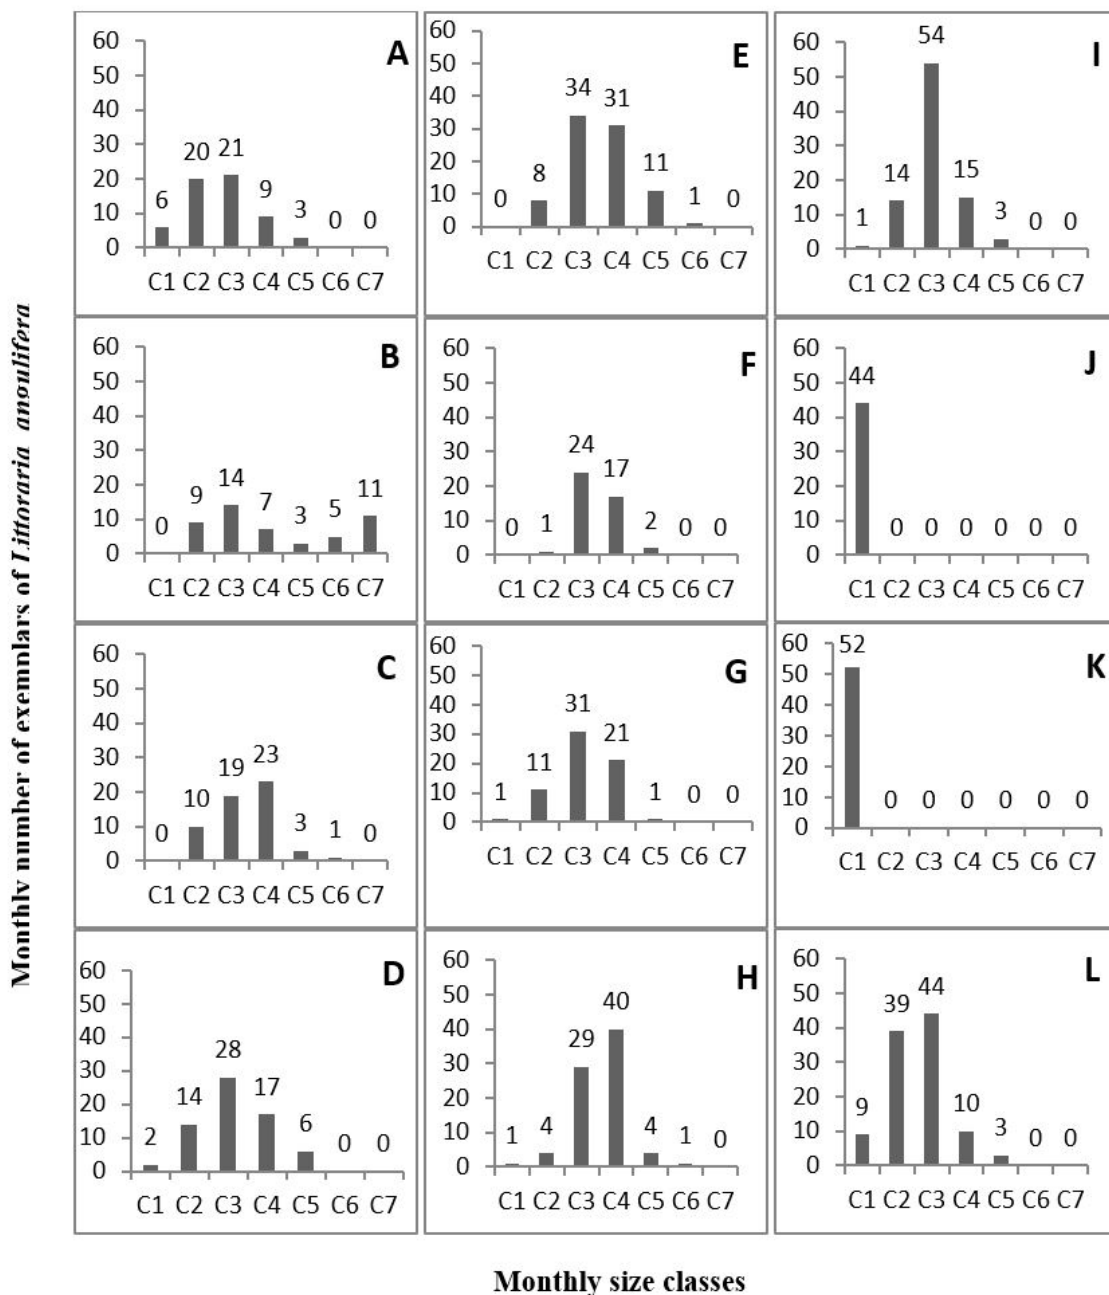 Monthly number of exemplars of Littoraria angulifera
A
60
50
40
30
20
10
0
6 20 21 9 3 0 0
C1 C2 C3 C4 C5 C6 C7
B
60
50
40
30
20
10
0
0 9 14 7 3 5 11
C1 C2 C3 C4 C5 C6 C7
C
60
50
40
30
20
10
0
0 10 19 23 3 1 0
C1 C2 C3 C4 C5 C6 C7
D
60
50
40
30
20
10
0
2 14 28 17 6 0 0
C1 C2 C3 C4 C5 C6 C7
E
60
50
40
30
20
10
0
0 8 34 31 11 1 0
C1 C2 C3 C4 C5 C6 C7
F
60
50
40
30
20
10
0
0 1 24 17 2 0 0
C1 C2 C3 C4 C5 C6 C7
G
60
50
40
30
20
10
0
1 11 31 21 1 0 0
C1 C2 C3 C4 C5 C6 C7
H
60
50
40
30
20
10
0
1 4 29 40 4 1 0
C1 C2 C3 C4 C5 C6 C7
I
60
50
40
30
20
10
0
1 14 54 15 3 0 0
C1 C2 C3 C4 C5 C6 C7
J
60
50
40
30
20
10
0
44 0 0 0 0 0 0
C1 C2 C3 C4 C5 C6 C7
K
60
50
40
30
20
10
0
52 0 0 0 0 0 0
C1 C2 C3 C4 C5 C6 C7
L
60
50
40
30
20
10
0
9 39 44 10 3 0 0
C1 C2 C3 C4 C5 C6 C7
Monthly size classes